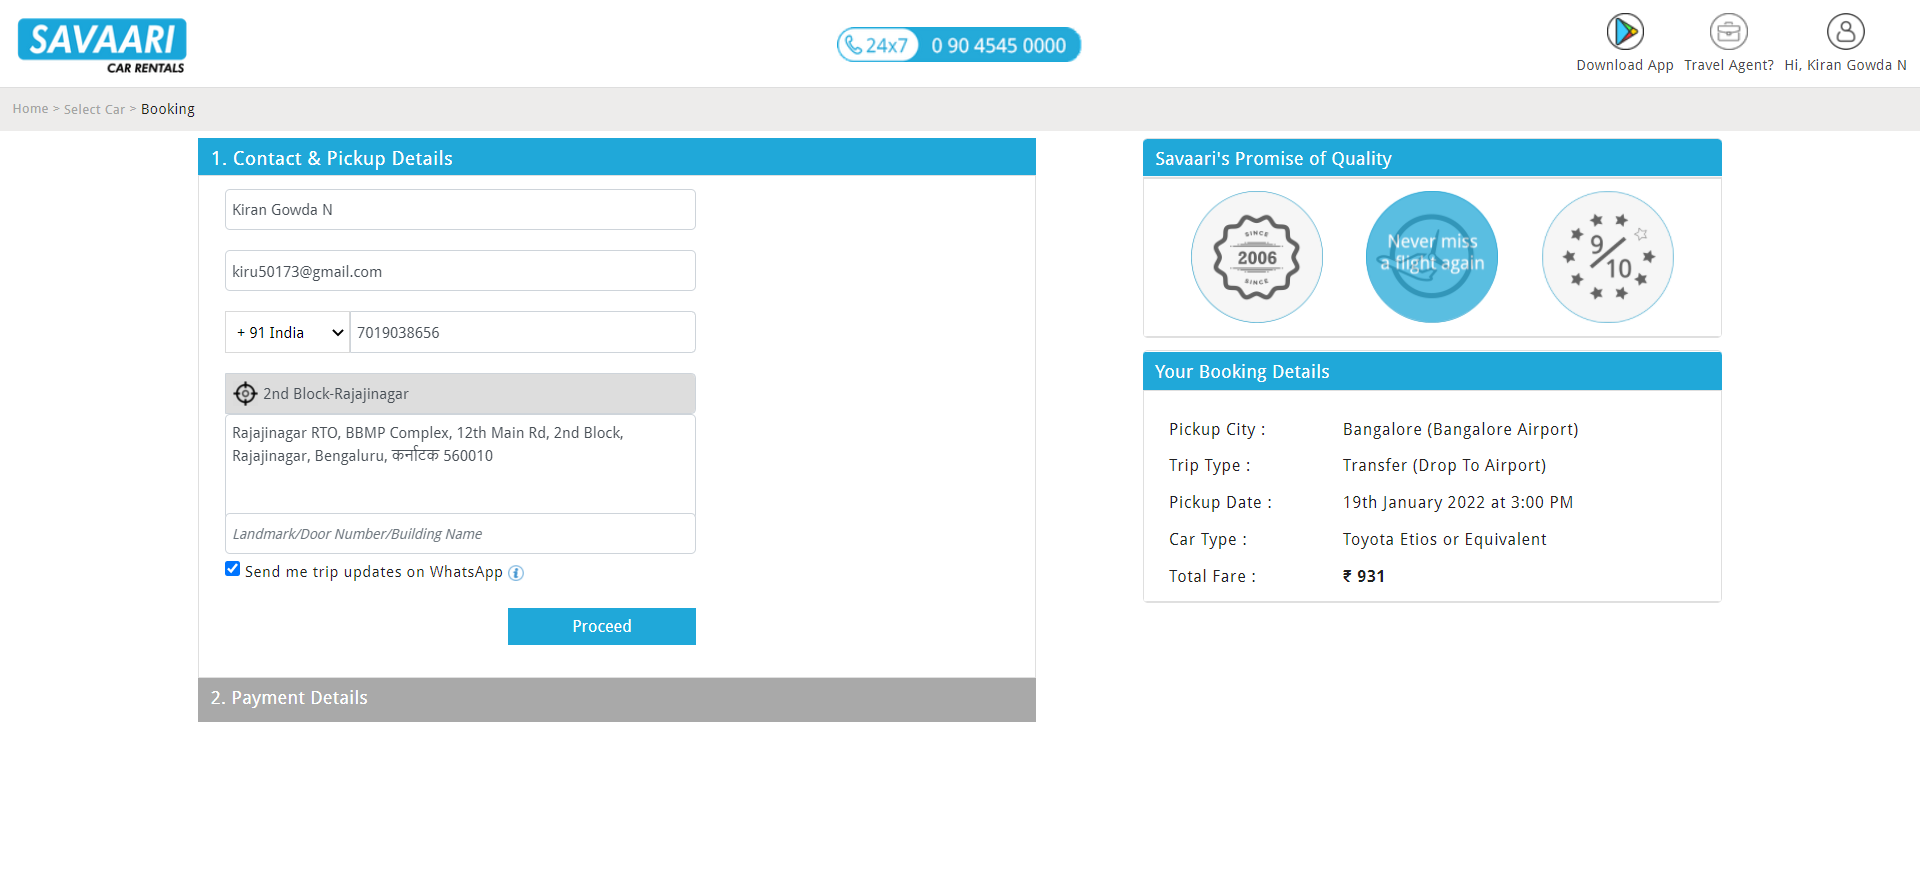 SAVAARI
CAR RENTALS
24x7 0 90 4545 0000
Download App
Travel Agent?
Hi, Kiran Gowda N
Home > Select Car > Booking
1. Contact & Pickup Details
Kiran Gowda N
kiru50173@gmail.com
+ 91 India 7019038656
2nd Block-Rajajinagar
Rajajinagar RTO, BBMP Complex, 12th Main Rd, 2nd Block,
Rajajinagar, Bengaluru, कर्नाटक 560010
Landmark/Door Number/Building Name
Send me trip updates on WhatsApp i
Proceed
2. Payment Details
Savaari's Promise of Quality
SINCE
2006
SINCE
Never miss
a flight again
9/10
Your Booking Details
Pickup City : Bangalore (Bangalore Airport)
Trip Type : Transfer (Drop To Airport)
Pickup Date : 19th January 2022 at 3:00 PM
Car Type : Toyota Etios or Equivalent
Total Fare : ₹ 931